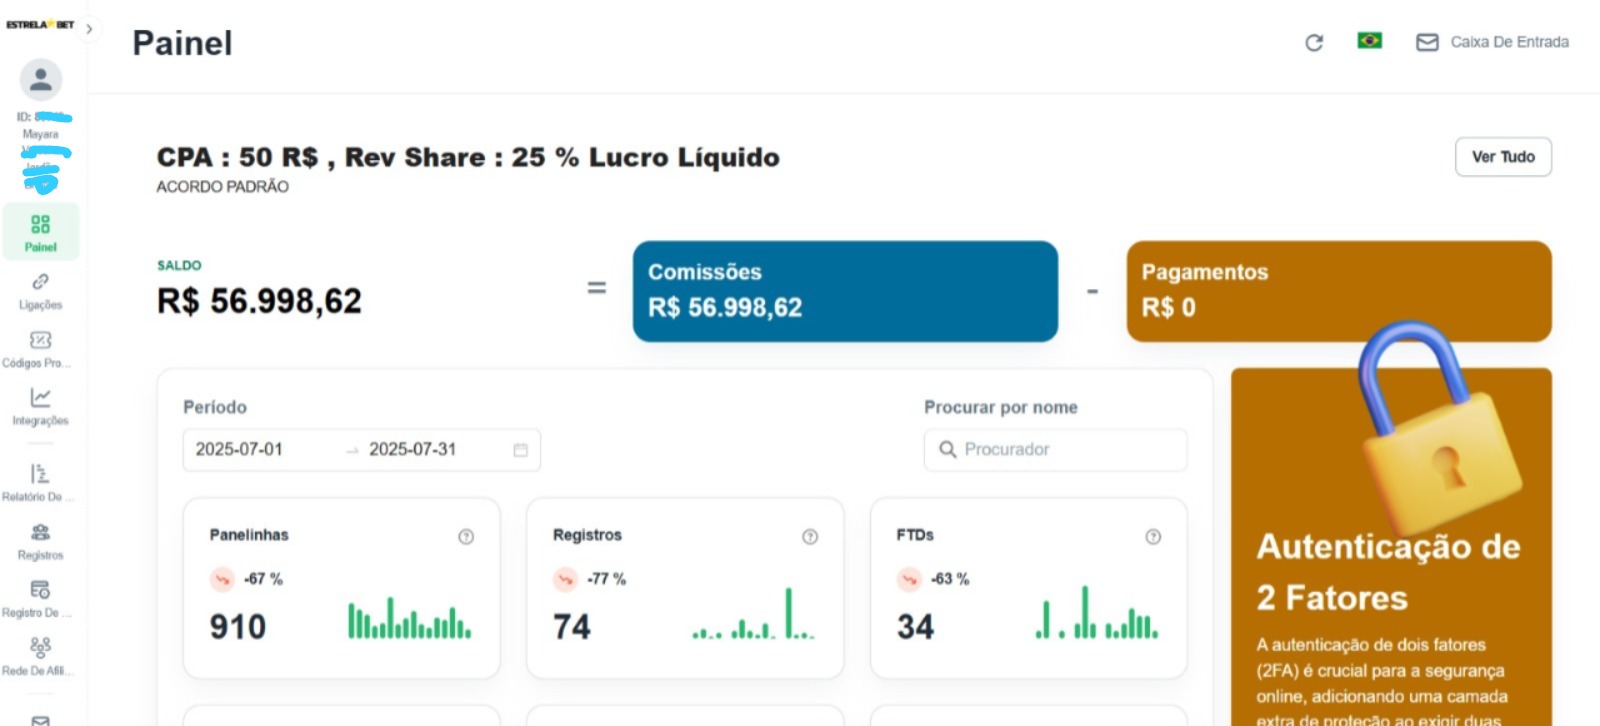 ESTRELA BET
Painel
Caixa De Entrada
ID:
Mayara
CPA : 50 R$ , Rev Share : 25 % Lucro Líquido
ACORDO PADRÃO
Ver Tudo
Painel
SALDO
R$ 56.998,62
=
Comissões
R$ 56.998,62
-
Pagamentos
R$ 0
Ligações
Códigos Pro...
Integrações
Relatório De ...
Registros
Registro De ...
Rede De Afili...
Período
2025-07-01 → 2025-07-31
Procurar por nome
Procurador
Panelinhas
-67 %
910
Registros
-77 %
74
FTDs
-63 %
34
Autenticação de
2 Fatores
A autenticação de dois fatores
(2FA) é crucial para a segurança
online, adicionando uma camada
extra de proteção ao exigir duas